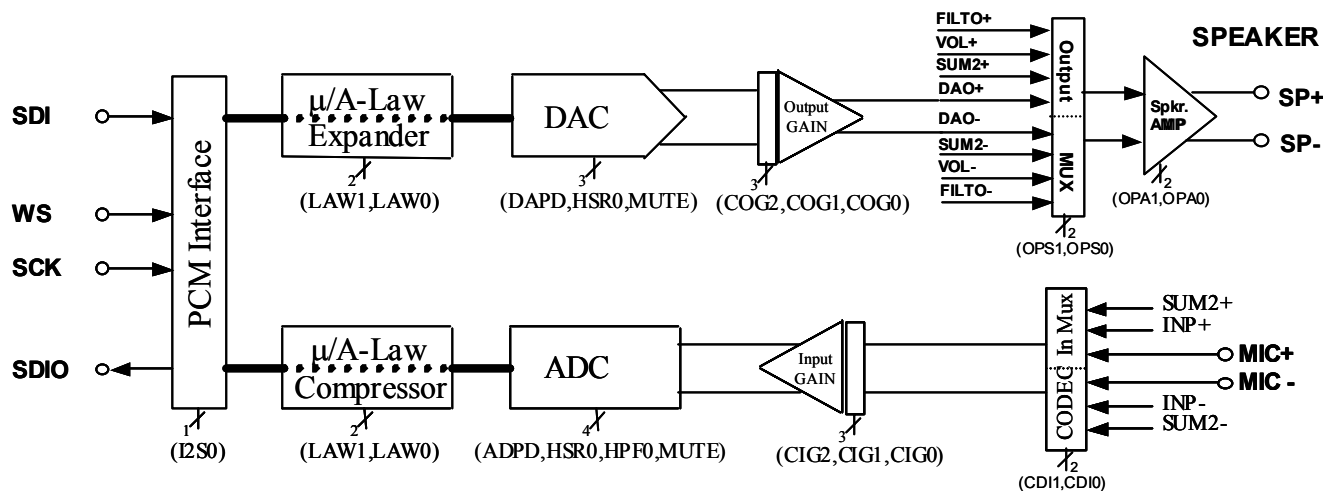 FILTO+
VOL+
SUM2+
DAO+
DAO-
SUM2-
VOL-
FILTO-
Output
MUX
2
(OPS1,OPS0)
SPEAKER
Spkr.
AMP
2
(OPA1,OPA0)
SP+
SP-
SDI
WS
SCK
SDIO
PCM Interface
1
(I2S0)
µ/A-Law
Expander
2
(LAW1,LAW0)
DAC
3
(DAPD,HSR0,MUTE)
Output
GAIN
3
(COG2,COG1,COG0)
µ/A-Law
Compressor
2
(LAW1,LAW0)
ADC
4
(ADPD,HSR0,HPF0,MUTE)
Input
GAIN
3
(CIG2,CIG1,CIG0)
CODEC In Mux
2
(CDI1,CDI0)
SUM2+
INP+
MIC+
MIC -
INP-
SUM2-